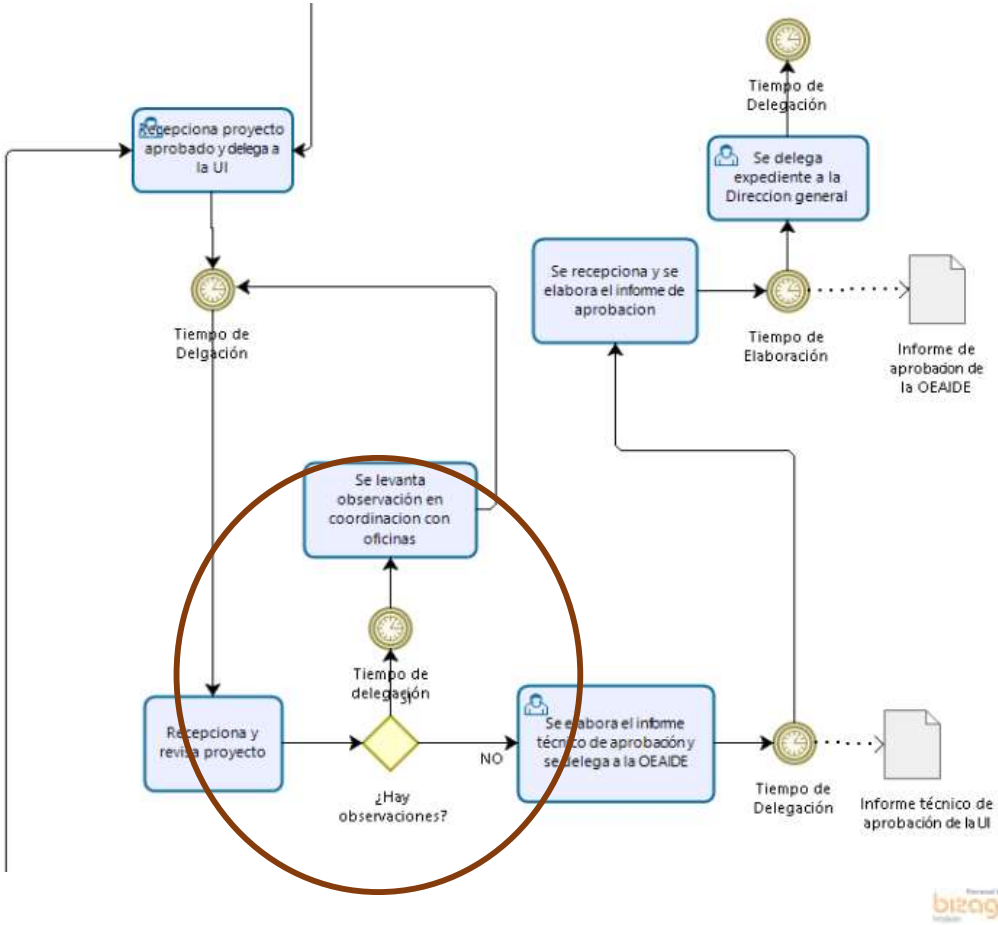 Recepciona proyecto
aprobado y delega a
la UI
Tiempo de
Delgación
Tiempo de
Delegación
Se delega
expediente a la
Direccion general
Se recepciona y se
elabora el informe de
aprobacion
Tiempo de
Elaboración
Informe de
aprobacion de
la OEAIDE
Se levanta
observación en
coordinacion con
oficinas
Tiempo de
delegación
SI
Recepciona y
revisa proyecto
¿Hay
observaciones?
NO
Se elabora el informe
técnico de aprobación y
se delega a la OEAIDE
Tiempo de
Delegación
Informe técnico de
aprobación de la UI
bizag